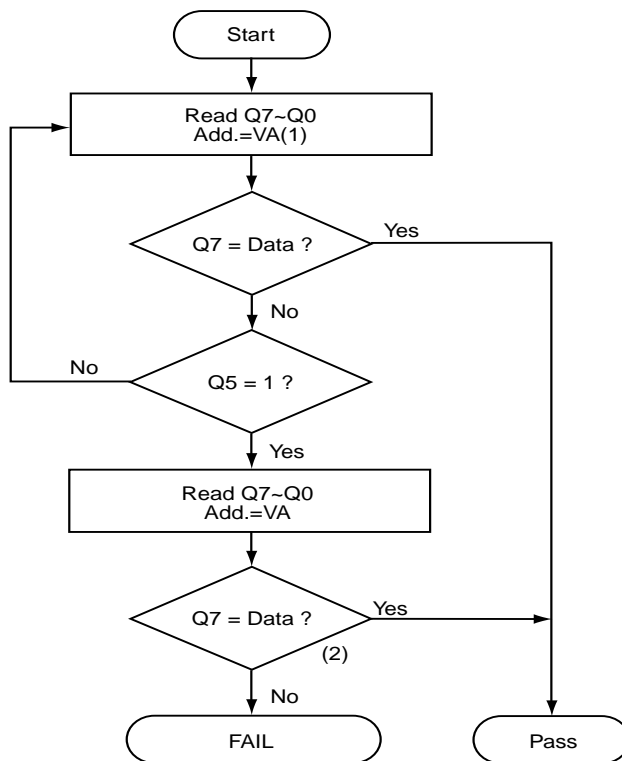 Start
Read Q7~Q0
Add.=VA(1)
Q7 = Data ?
Yes
No
No
Q5 = 1 ?
Yes
Read Q7~Q0
Add.=VA
Q7 = Data ?
Yes
(2)
No
FAIL
Pass